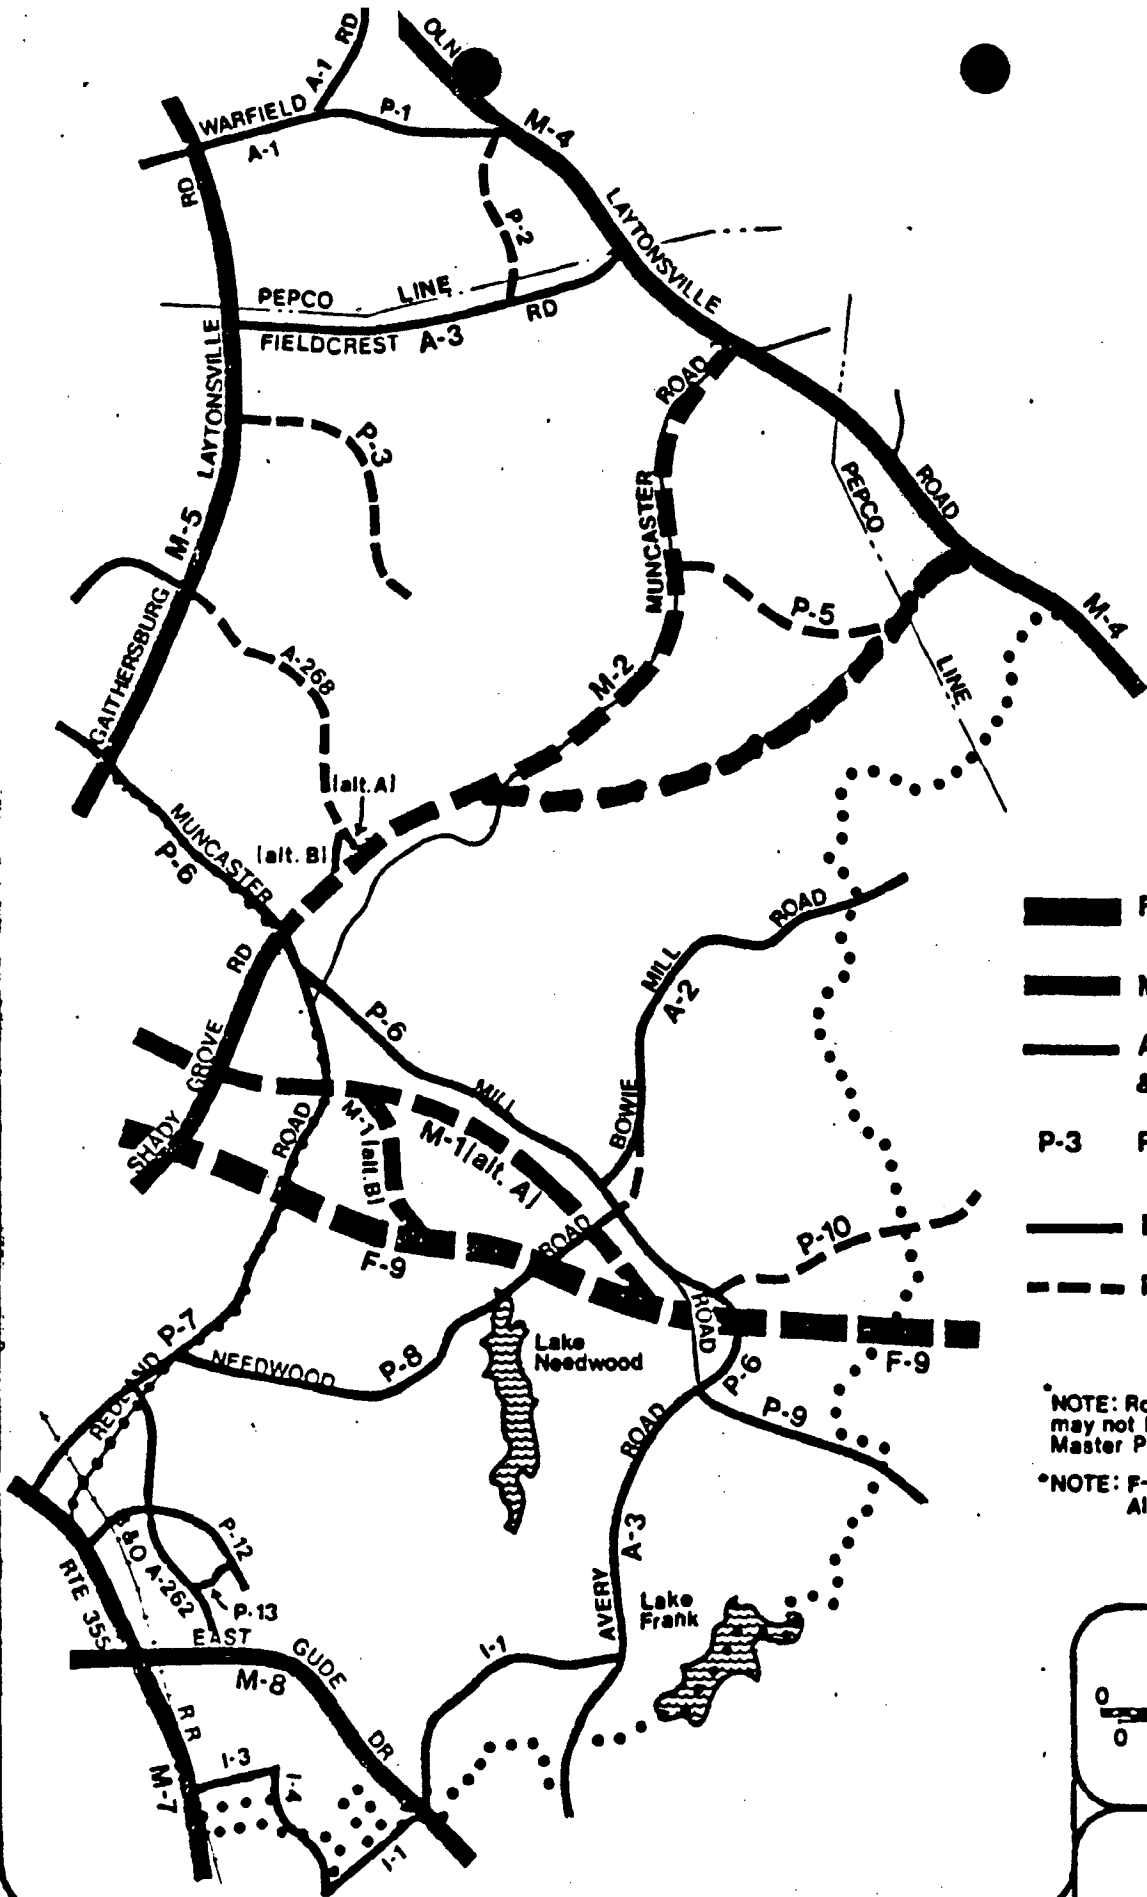 OLN
RD
A-1
WARFIELD
P-1
A-1
M-4
RD
P-2
LAYTONSVILLE
PEPCO
LINE
RD
FIELDCREST A-3
LAYTONSVILLE
ROAD
P-3
PEPCO
ROAD
M-5
MUNCASTER
P-5
M-4
GAITHERSBURG
A-268
M-2
LINE
(alt. A)
MUNCASTER
P-6
(alt. B)
ROAD
F
RD
MILL
A-2
M
P-6
A
&
GROVE
MILL
BOWIE
SHADY
ROAD
M-1
(alt. B)
M-1 (alt. A)
P-3
ROAD
P-10
F-9
ROAD
P-7
Lake
Needwood
NEEDWOOD
P-8
P-6
F-9
REDLAND
ROAD
P-9
*NOTE: Ro
may not
Master P
*NOTE: F-
Al
B&O
P-12
A-262
P-13
A-3
RTE 355
AVERY
Lake
Frank
EAST
GUDE
I-1
M-8
RR
DR
I-3
I-4
M-7
I-1
0
0